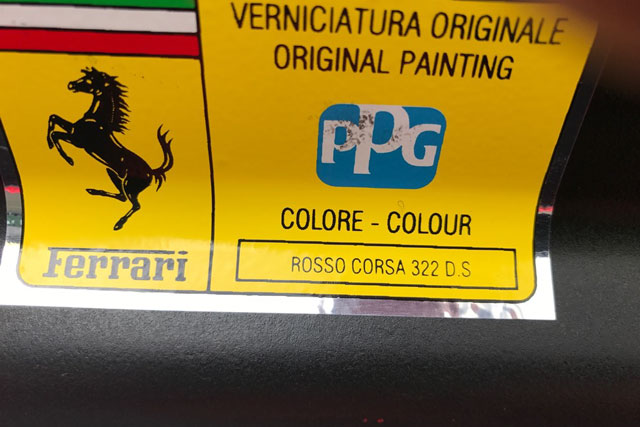 VERNICIATURA ORIGINALE
ORIGINAL PAINTING
PPG
COLORE - COLOUR
ROSSO CORSA 322 D.S
Ferrari